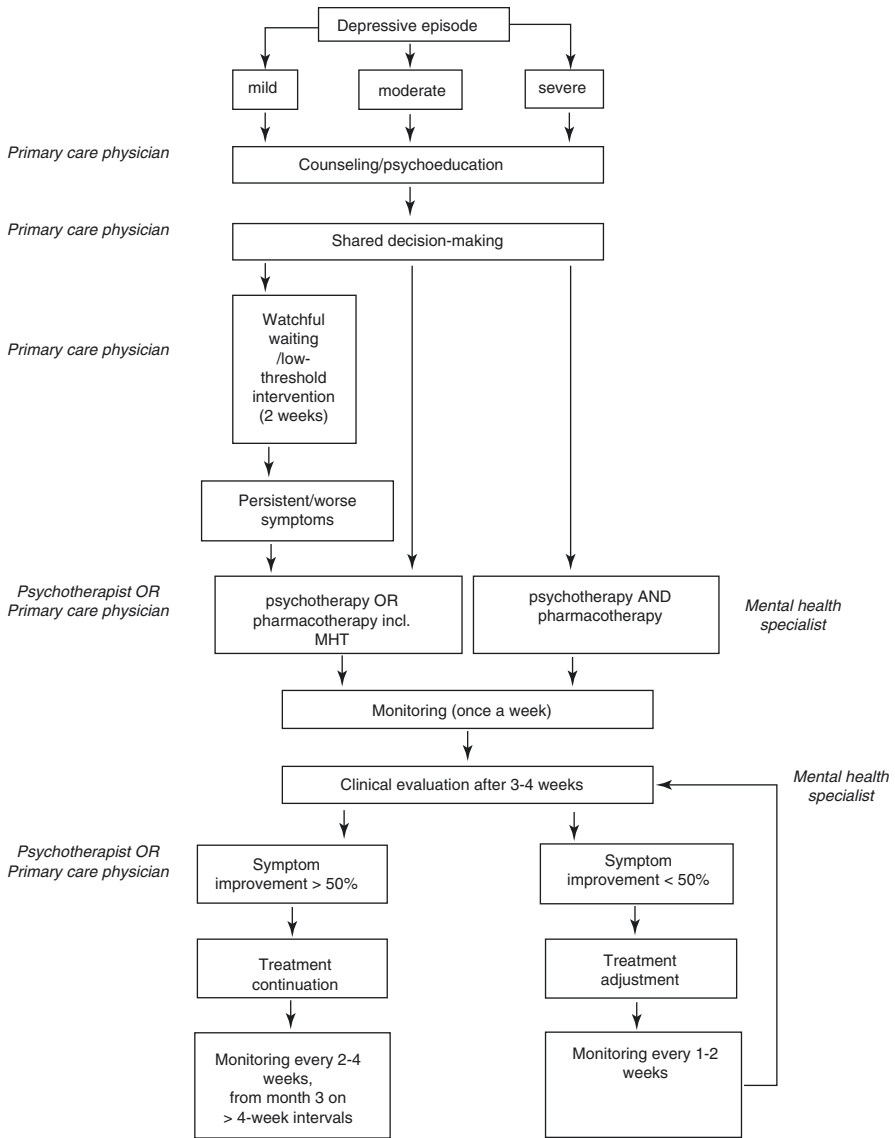 Depressive episode
mild
moderate
severe
Primary care physician
Counseling/psychoeducation
Primary care physician
Shared decision-making
Primary care physician
Watchful
waiting
/low-
threshold
intervention
(2 weeks)
Persistent/worse
symptoms
Psychotherapist OR
Primary care physician
psychotherapy OR
pharmacotherapy incl.
MHT
psychotherapy AND
pharmacotherapy
Mental health
specialist
Monitoring (once a week)
Clinical evaluation after 3-4 weeks
Mental health
specialist
Psychotherapist OR
Primary care physician
Symptom
improvement > 50%
Symptom
improvement < 50%
Treatment
continuation
Treatment
adjustment
Monitoring every 2-4
weeks,
from month 3 on
> 4-week intervals
Monitoring every 1-2
weeks